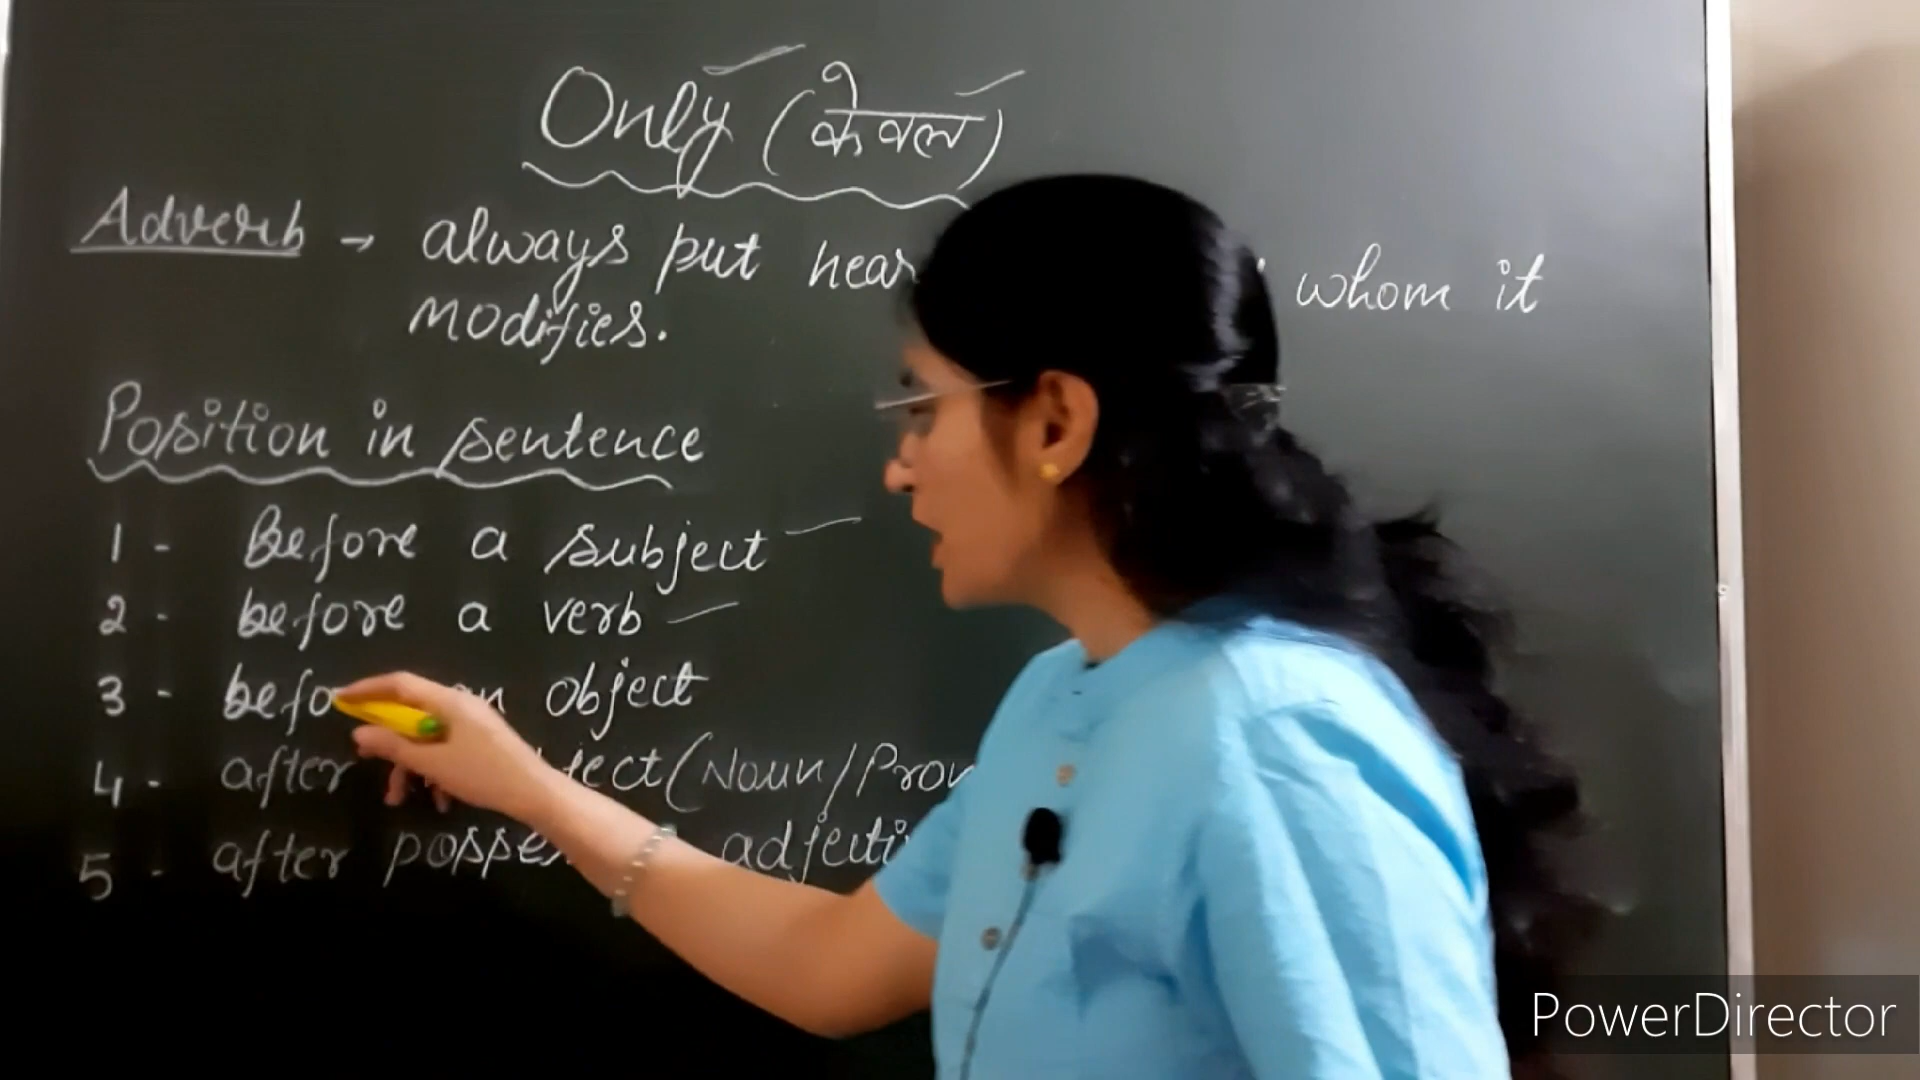 Only (केवल)
Adverb → always put near whom it
modifies.
Position in sentence
1 - Before a subject
2 - before a verb
3 - befo an object
4 - after ject (Noun/Pron
5 - after posses adjecti
PowerDirector